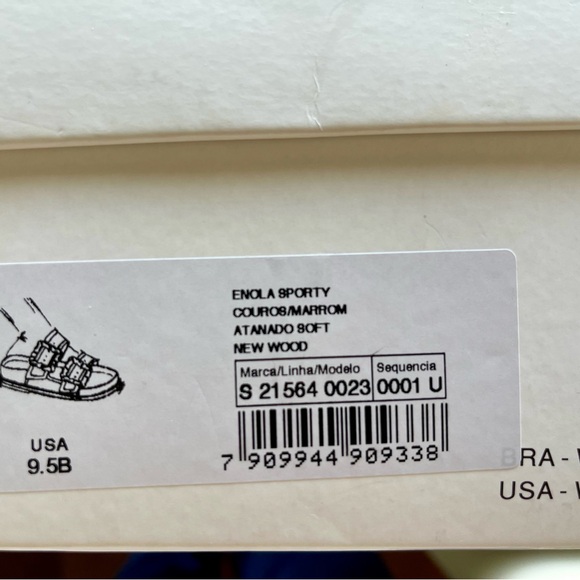 ENOLA SPORTY
COUROS/MARROM
ATANADO SOFT
NEW WOOD
Marca/Linha/Modelo Sequencia
S 21564 0023 0001 U
7 909944 909338
USA
9.5B
BRA -
USA -